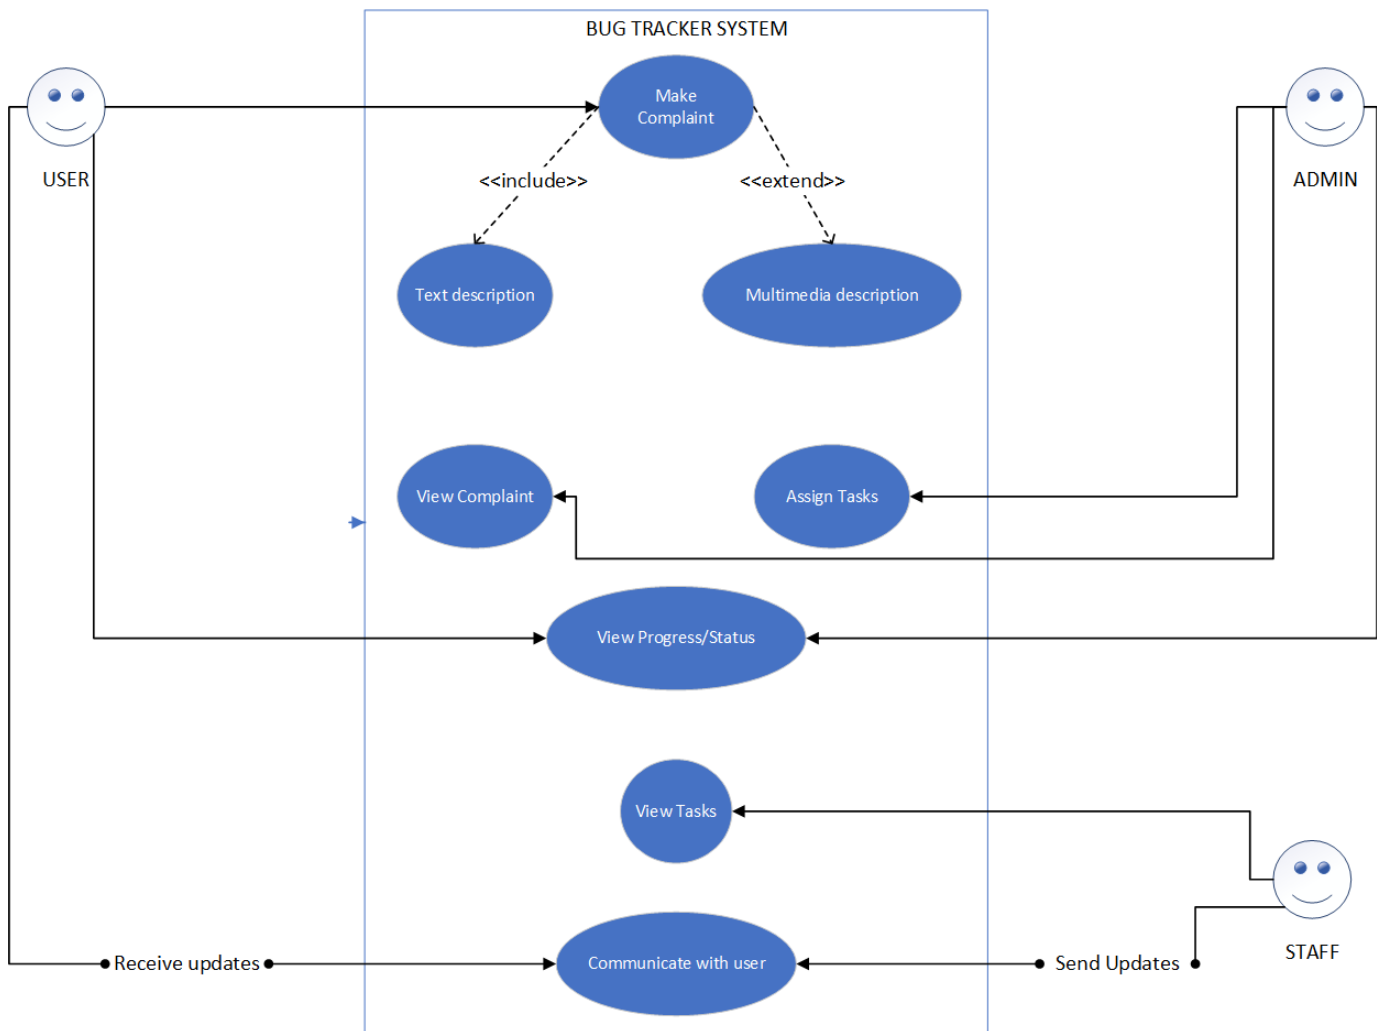 BUG TRACKER SYSTEM
Make
Complaint
USER
<<include>>
<<extend>>
ADMIN
Text description
Multimedia description
View Complaint
Assign Tasks
View Progress/Status
View Tasks
STAFF
Receive updates
Communicate with user
Send Updates